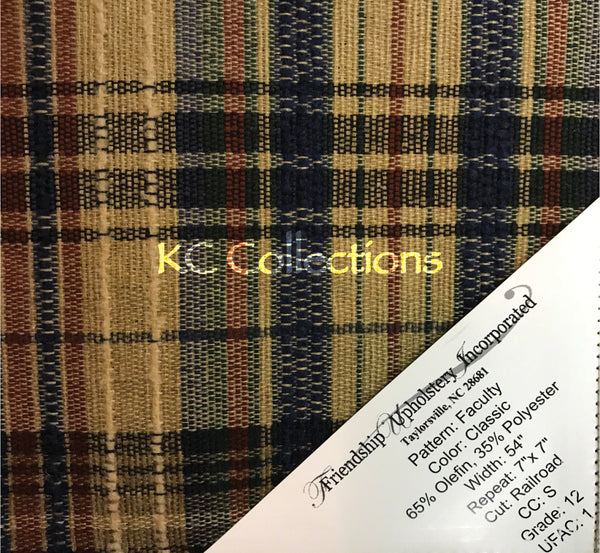 KC Collections
Friendship Upholstery Incorporated
Taylorsville, NC 28681
Pattern: Faculty
Color: Classic
65% Olefin, 35% Polyester
Width: 54"
Repeat: 7"x 7"
Cut: Railroad
CC: S
Grade: 12
UFAC: 1